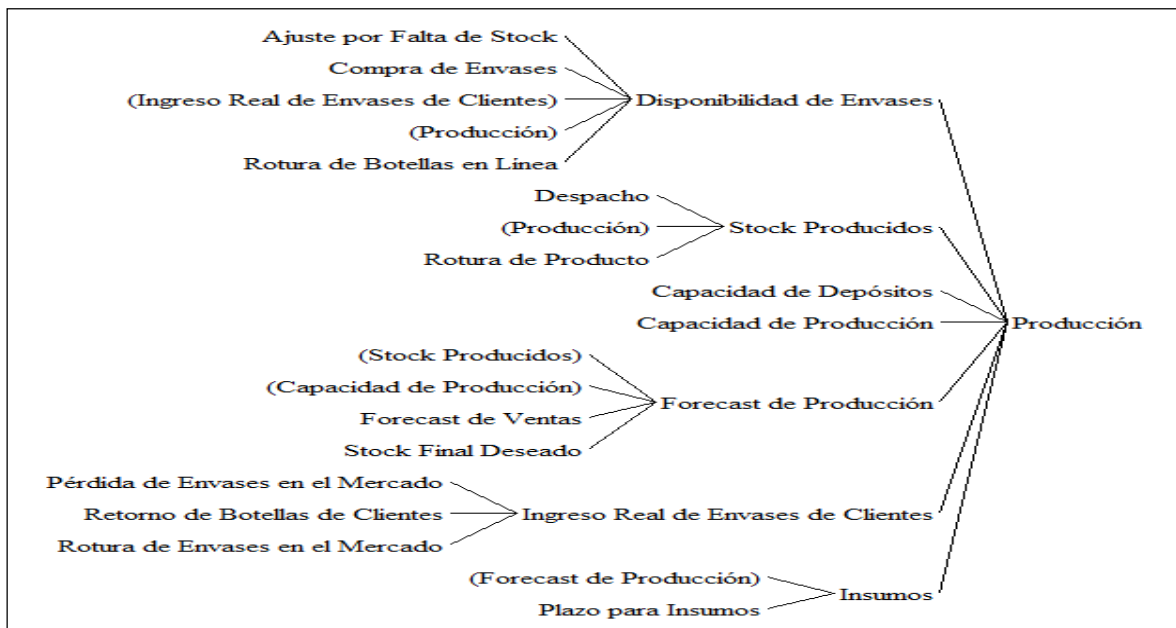 Ajuste por Falta de Stock
Compra de Envases
(Ingreso Real de Envases de Clientes)
Disponibilidad de Envases
(Producción)
Rotura de Botellas en Linea
Despacho
(Producción)
Stock Producidos
Rotura de Producto
Capacidad de Depósitos
Capacidad de Producción
Producción
(Stock Producidos)
(Capacidad de Producción)
Forecast de Producción
Forecast de Ventas
Stock Final Deseado
Pérdida de Envases en el Mercado
Retorno de Botellas de Clientes
Ingreso Real de Envases de Clientes
Rotura de Envases en el Mercado
(Forecast de Producción)
Insumos
Plazo para Insumos